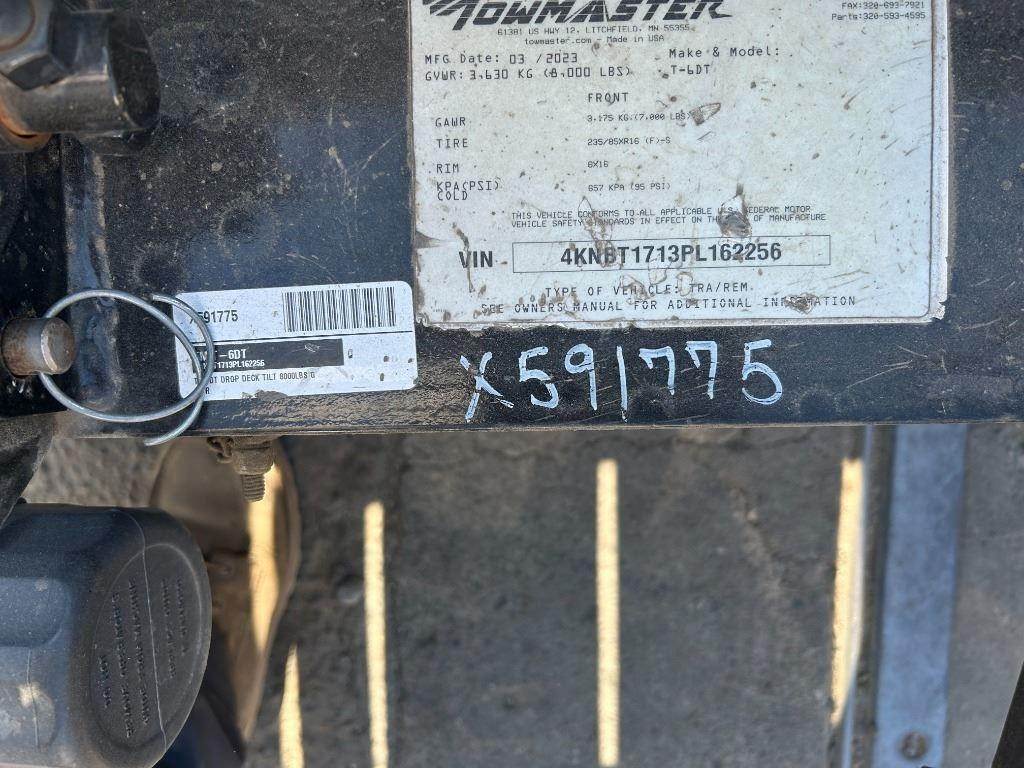 TOWMASTER
FAX:320-693-7921
Parts:320-593-4595
61381 US HWY 12, LITCHFIELD, MN 55355
towmaster.com - Made in USA
MFG Date: 03 /2023 Make & Model:
GVWR: 3,630 KG (8,000 LBS) T-6DT
FRONT
GAWR 3,175 KG.(7,000 LBS)
TIRE 235/85XR16 (F)-S
RIM 6X16
KPA(PSI) COLD 657 KPA (95 PSI)
THIS VEHICLE CONFORMS TO ALL APPLICABLE U.S. FEDERAL MOTOR
VEHICLE SAFETY STANDARDS IN EFFECT ON THE OF MANUFACTURE
VIN 4KNBT1713PL162256
TYPE OF VEHICLE: TRA/REM.
SEE OWNERS MANUAL FOR ADDITIONAL INFORMATION
591775
-6DT
T1713PL162256
DROP DECK TILT 8000LBS G
X591775